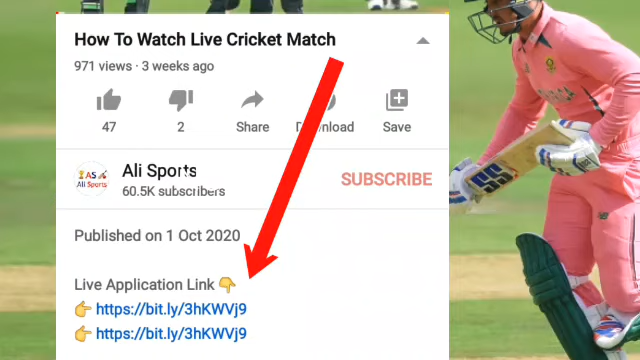 How To Watch Live Cricket Match
971 views · 3 weeks ago
47
2
Share
Download
Save
AS
Ali Sports
Ali Sports
60.5K subscribers
SUBSCRIBE
Published on 1 Oct 2020
Live Application Link 👇
👉 https://bit.ly/3hKWVj9
👉 https://bit.ly/3hKWVj9
SS